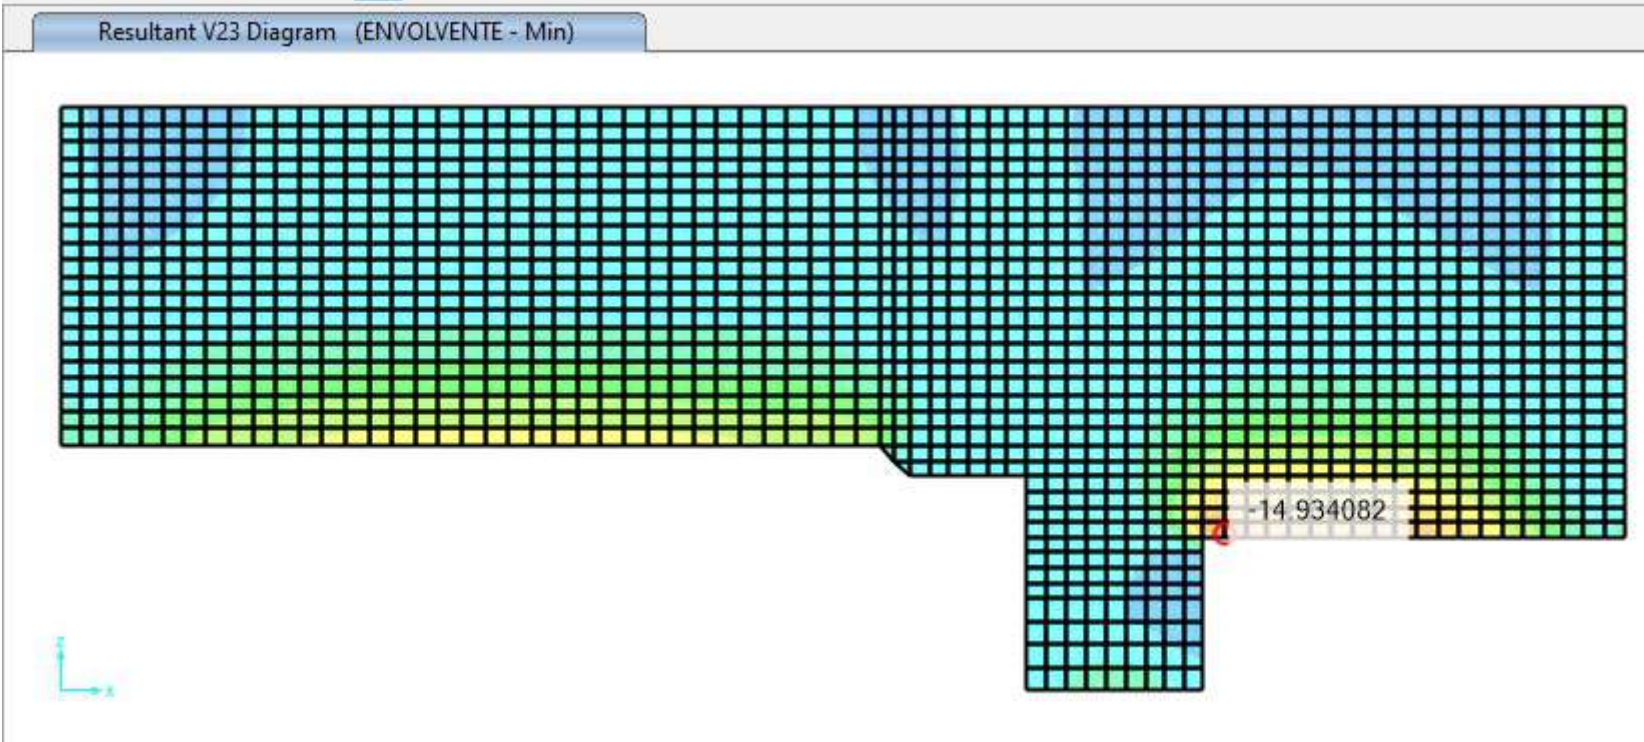 Resultant V23 Diagram (ENVOLVENTE - Min)
-14.934082
Z
X